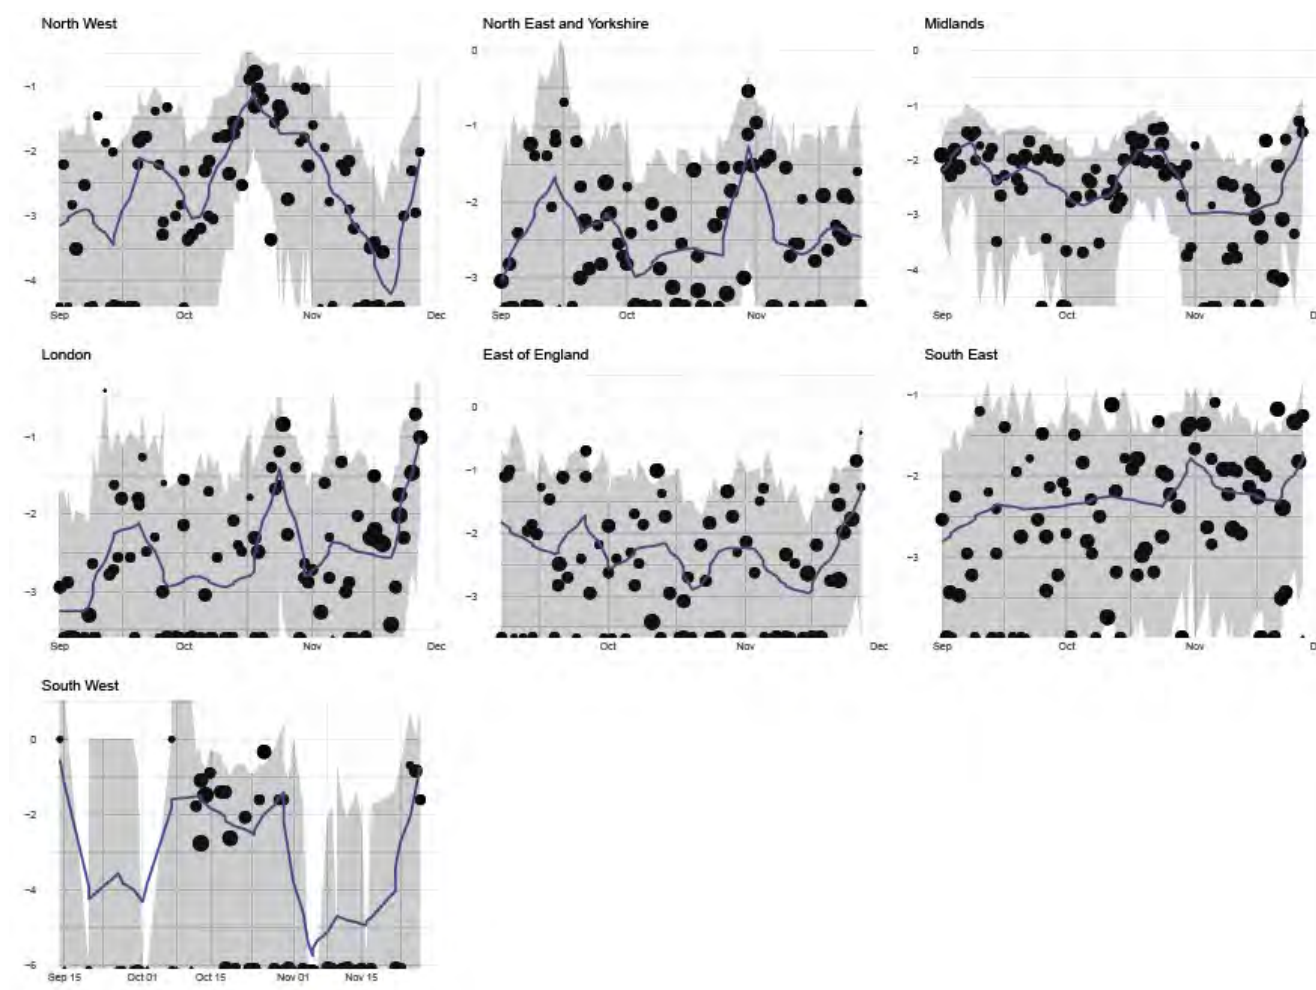 North West
−1
−2
−3
−4
Sep Oct Nov Dec
North East and Yorkshire
0
−1
−2
−3
Sep Oct Nov
Midlands
0
−1
−2
−3
−4
Sep Oct Nov D
London
−1
−2
−3
Sep Oct Nov Dec
East of England
0
−1
−2
−3
Oct Nov Dec
South East
−1
−2
−3
Sep Oct Nov D
South West
0
−2
−4
−6
Sep 15 Oct 01 Oct 15 Nov 01 Nov 15